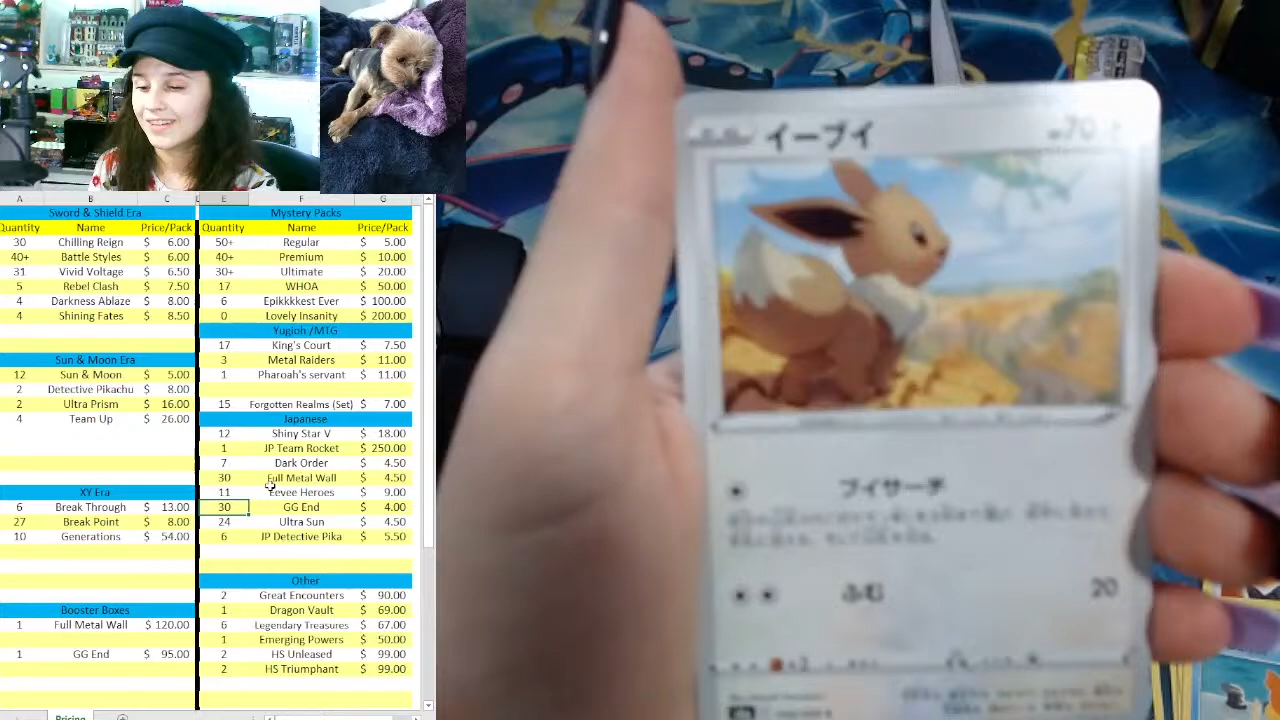 A B C E F G
Sword & Shield Era
Quantity Name Price/Pack
30 Chilling Reign $ 6.00
40+ Battle Styles $ 6.00
31 Vivid Voltage $ 6.50
5 Rebel Clash $ 7.50
4 Darkness Ablaze $ 8.00
4 Shining Fates $ 8.50
Sun & Moon Era
12 Sun & Moon $ 5.00
2 Detective Pikachu $ 8.00
2 Ultra Prism $ 16.00
4 Team Up $ 26.00
XY Era
6 Break Through $ 13.00
27 Break Point $ 8.00
10 Generations $ 54.00
Booster Boxes
1 Full Metal Wall $ 120.00
1 GG End $ 95.00
Mystery Packs
Quantity Name Price/Pack
50+ Regular $ 5.00
40+ Premium $ 10.00
30+ Ultimate $ 20.00
17 WHOA $ 50.00
6 Epikkkkest Ever $ 100.00
0 Lovely Insanity $ 200.00
Yugioh /MTG
17 King's Court $ 7.50
3 Metal Raiders $ 11.00
1 Pharoah's servant $ 11.00
15 Forgotten Realms (Set) $ 7.00
Japanese
12 Shiny Star V $ 18.00
1 JP Team Rocket $ 250.00
7 Dark Order $ 4.50
30 Full Metal Wall $ 4.50
11 Eevee Heroes $ 9.00
30 GG End $ 4.00
24 Ultra Sun $ 4.50
6 JP Detective Pika $ 5.50
Other
2 Great Encounters $ 90.00
1 Dragon Vault $ 69.00
6 Legendary Treasures $ 67.00
1 Emerging Powers $ 50.00
2 HS Unleased $ 99.00
2 HS Triumphant $ 99.00
Pricing
イーブイ 70
ブイサーチ
ふむ 20